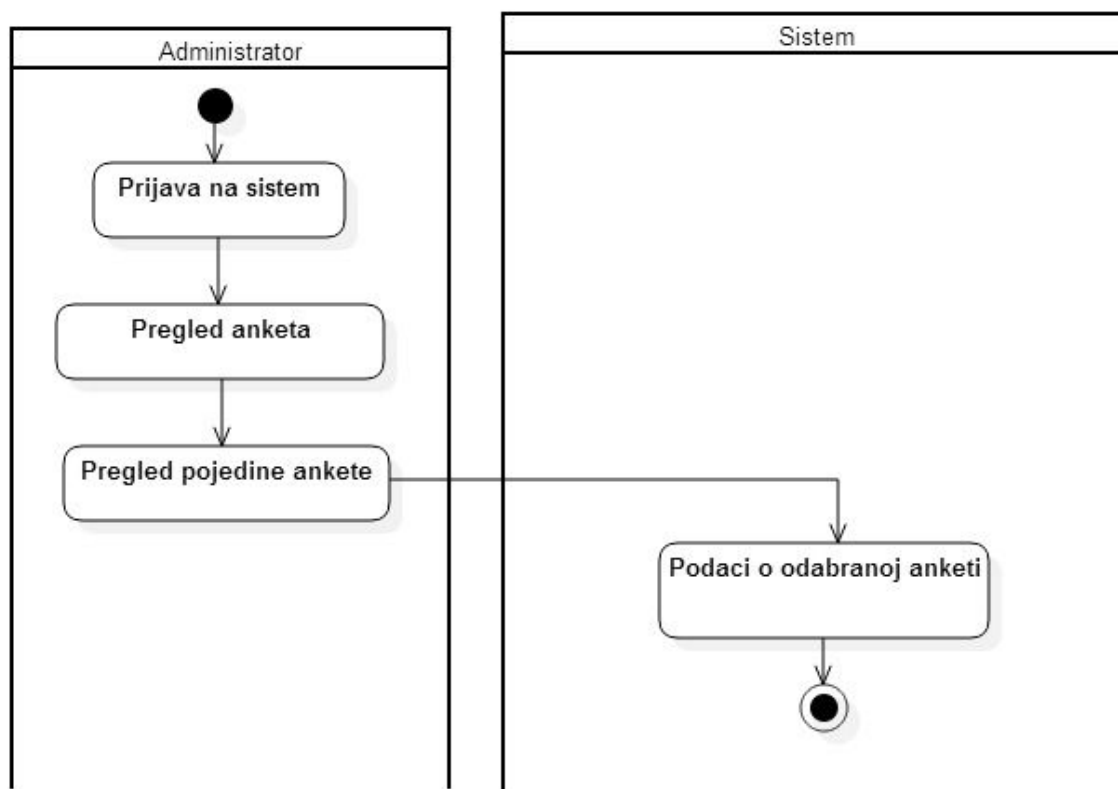 Administrator
Sistem
Prijava na sistem
Pregled anketa
Pregled pojedine ankete
Podaci o odabranoj anketi